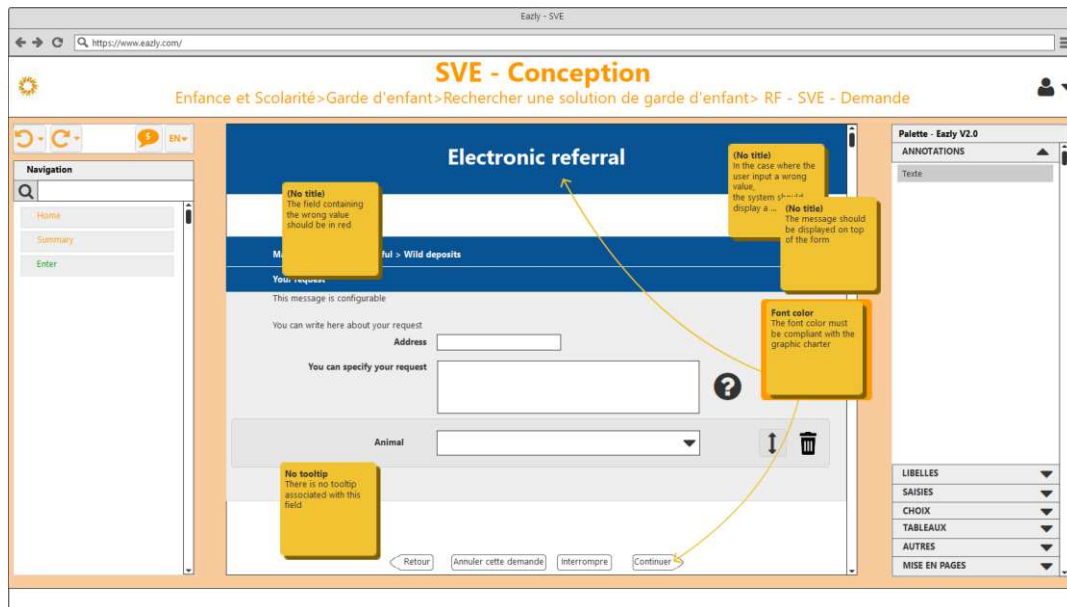 Eazly - SVE
https://www.eazly.com/
SVE - Conception
Enfance et Scolarité>Garde d'enfant>Rechercher une solution de garde d'enfant> RF - SVE - Demande
EN
Navigation
Home
Summary
Enter
Electronic referral
(No title)
The field containing
the wrong value
should be in red
(No title)
In the case where the
user input a wrong
value,
the system should
display a ...
(No title)
The message should
be displayed on top
of the form
Ma
ful > Wild deposits
Your request
This message is configurable
You can write here about your request
Address
You can specify your request
?
Font color
The font color must
be compliant with the
graphic charter
Animal
No tooltip
There is no tooltip
associated with this
field
Retour
Annuler cette demande
Interrompre
Continuer
Palette - Eazly V2.0
ANNOTATIONS
Texte
LIBELLES
SAISIES
CHOIX
TABLEAUX
AUTRES
MISE EN PAGES